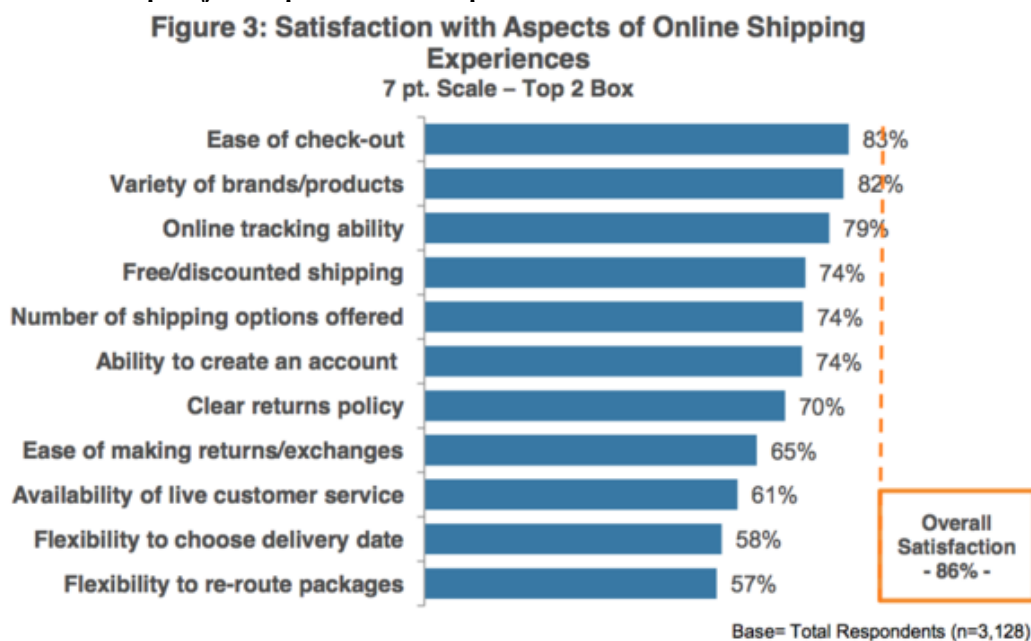 Figure 3: Satisfaction with Aspects of Online Shipping
Experiences
7 pt. Scale – Top 2 Box
Ease of check-out 83%
Variety of brands/products 82%
Online tracking ability 79%
Free/discounted shipping 74%
Number of shipping options offered 74%
Ability to create an account 74%
Clear returns policy 70%
Ease of making returns/exchanges 65%
Availability of live customer service 61%
Flexibility to choose delivery date 58%
Flexibility to re-route packages 57%
Overall
Satisfaction
- 86% -
Base= Total Respondents (n=3,128)